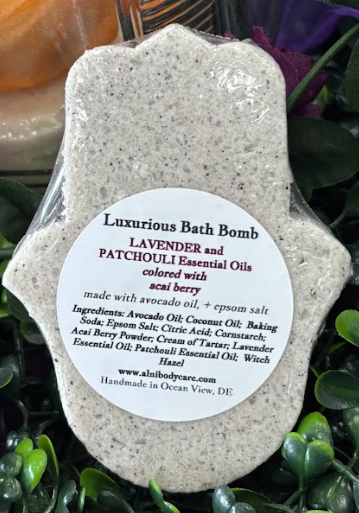 Luxurious Bath Bomb
LAVENDER and
PATCHOULI Essential Oils
colored with
acai berry
made with avocado oil, + epsom salt
Ingredients: Avocado Oil; Coconut Oil; Baking
Soda; Epsom Salt; Citric Acid; Cornstarch;
Acai Berry Powder; Cream of Tartar; Lavender
Essential Oil; Patchouli Essential Oil; Witch
Hazel
www.alnibodycare.com
Handmade in Ocean View, DE